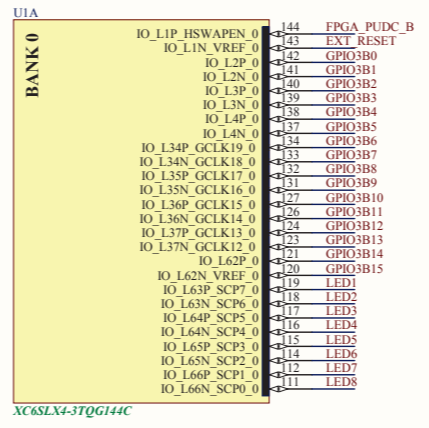 U1A
BANK 0
IO_L1P_HSWAPEN_0 144 FPGA_PUDC_B
IO_L1N_VREF_0 143 EXT_RESET
IO_L2P_0 142 GPIO3B0
IO_L2N_0 141 GPIO3B1
IO_L3P_0 140 GPIO3B2
IO_L3N_0 139 GPIO3B3
IO_L4P_0 138 GPIO3B4
IO_L4N_0 137 GPIO3B5
IO_L34P_GCLK19_0 134 GPIO3B6
IO_L34N_GCLK18_0 133 GPIO3B7
IO_L35P_GCLK17_0 132 GPIO3B8
IO_L35N_GCLK16_0 131 GPIO3B9
IO_L36P_GCLK15_0 127 GPIO3B10
IO_L36N_GCLK14_0 126 GPIO3B11
IO_L37P_GCLK13_0 124 GPIO3B12
IO_L37N_GCLK12_0 123 GPIO3B13
IO_L62P_0 121 GPIO3B14
IO_L62N_VREF_0 120 GPIO3B15
IO_L63P_SCP7_0 119 LED1
IO_L63N_SCP6_0 118 LED2
IO_L64P_SCP5_0 117 LED3
IO_L64N_SCP4_0 116 LED4
IO_L65P_SCP3_0 115 LED5
IO_L65N_SCP2_0 114 LED6
IO_L66P_SCP1_0 112 LED7
IO_L66N_SCP0_0 111 LED8
XC6SLX4-3TQG144C